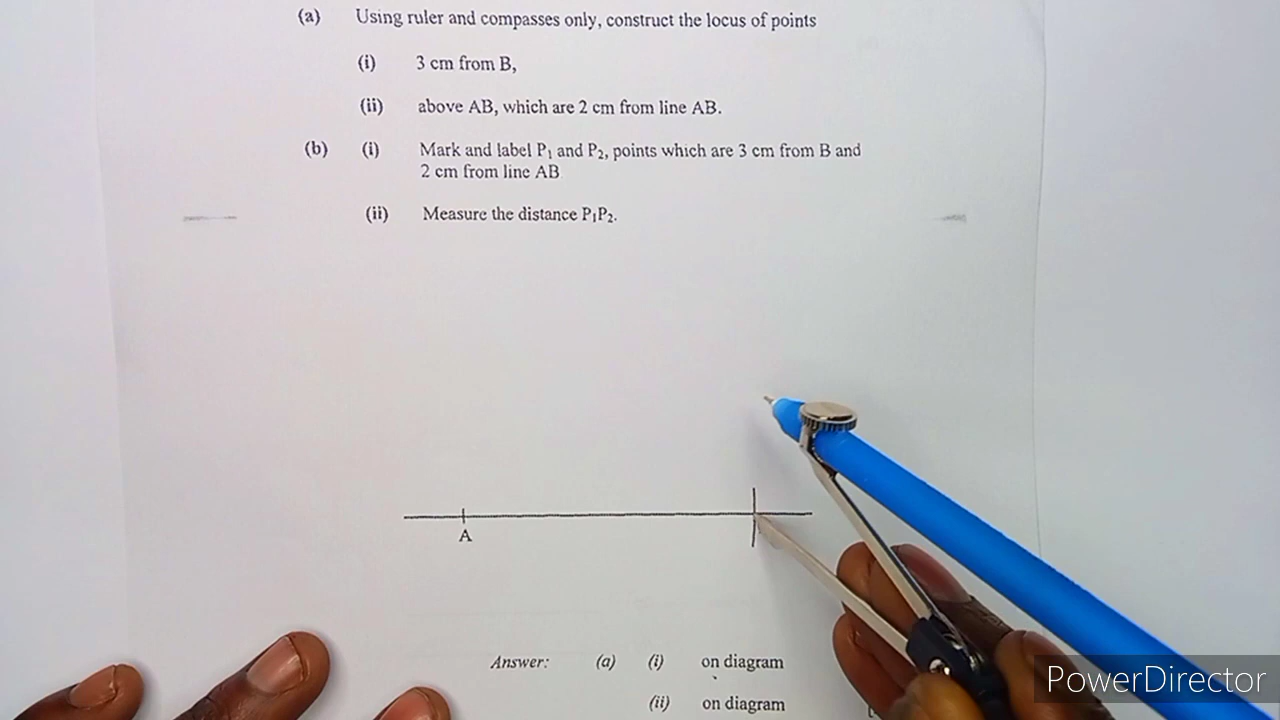 (a) Using ruler and compasses only, construct the locus of points
(i) 3 cm from B,
(ii) above AB, which are 2 cm from line AB.
(b) (i) Mark and label P₁ and P₂, points which are 3 cm from B and
2 cm from line AB
(ii) Measure the distance P₁P₂.
A
Answer: (a) (i) on diagram
(ii) on diagram
PowerDirector